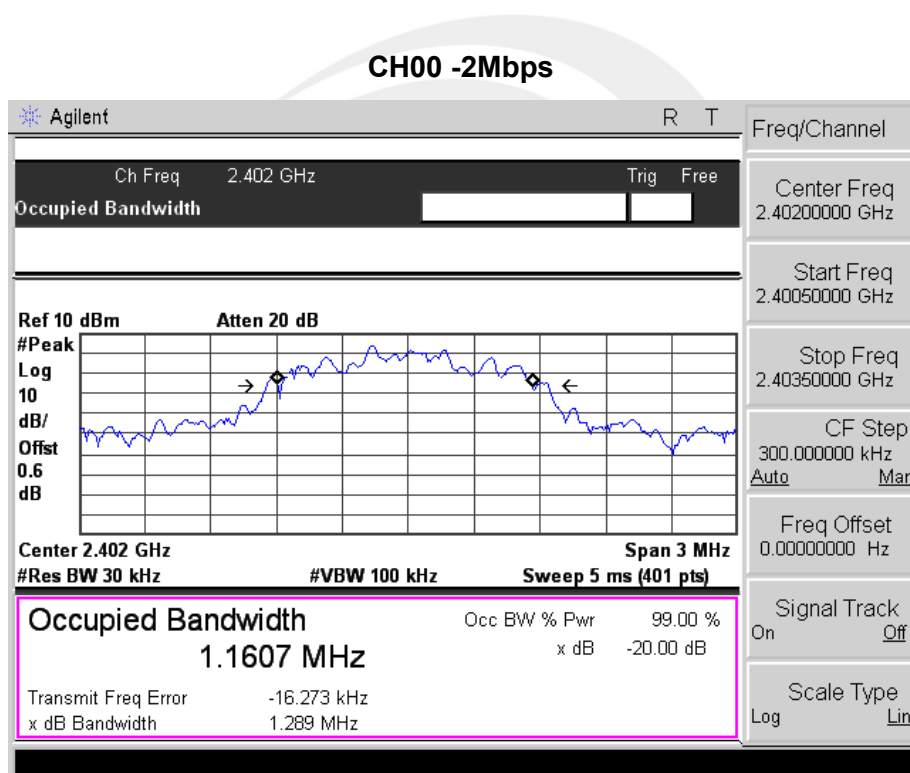 CH00 -2Mbps
Agilent R T
Freq/Channel
Ch Freq 2.402 GHz Trig Free
Occupied Bandwidth
Center Freq
2.40200000 GHz
Start Freq
2.40050000 GHz
Stop Freq
2.40350000 GHz
CF Step
300.000000 kHz
Auto Man
Freq Offset
0.00000000 Hz
Signal Track
On Off
Scale Type
Log Lin
Ref 10 dBm Atten 20 dB
#Peak
Log
10
dB/
Offst
0.6
dB
Center 2.402 GHz Span 3 MHz
#Res BW 30 kHz #VBW 100 kHz Sweep 5 ms (401 pts)
Occupied Bandwidth
1.1607 MHz
Occ BW % Pwr 99.00 %
x dB -20.00 dB
Transmit Freq Error -16.273 kHz
x dB Bandwidth 1.289 MHz